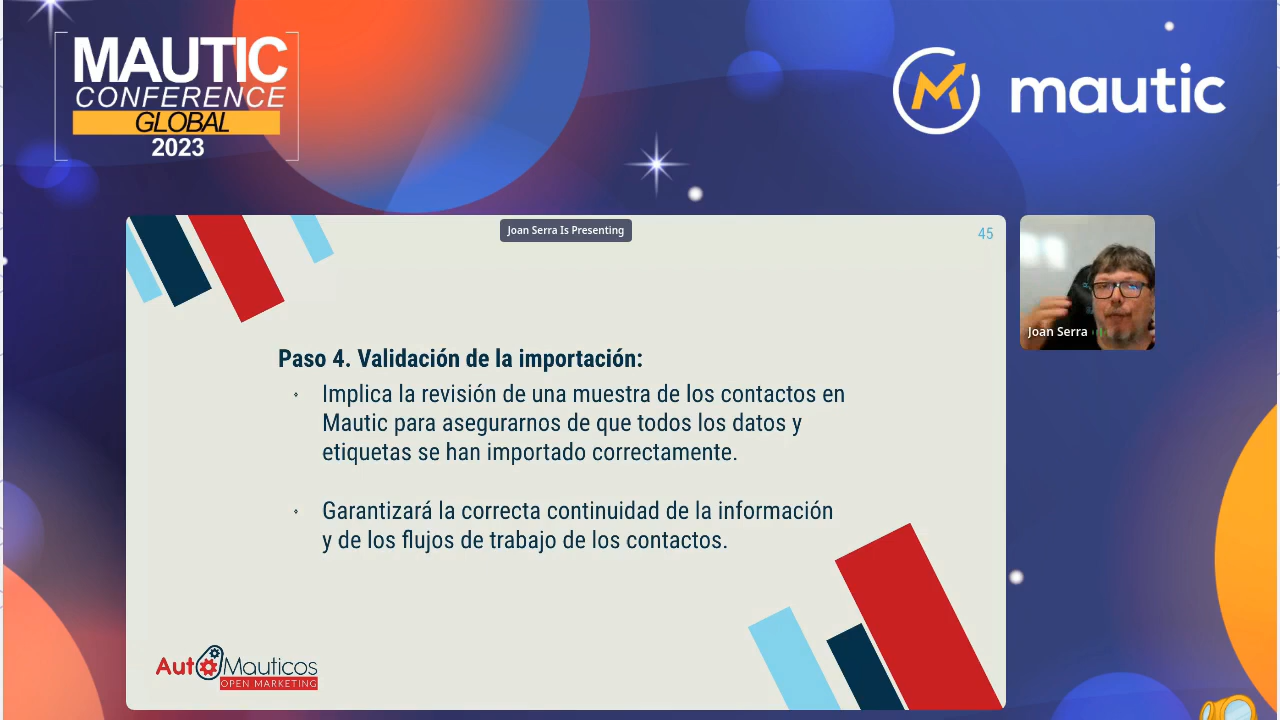 MAUTIC
CONFERENCE
GLOBAL
2023
mautic
Joan Serra Is Presenting
45
Paso 4. Validación de la importación:
Implica la revisión de una muestra de los contactos en
Mautic para asegurarnos de que todos los datos y
etiquetas se han importado correctamente.
Garantizará la correcta continuidad de la información
y de los flujos de trabajo de los contactos.
Joan Serra
AutoMauticos
OPEN MARKETING